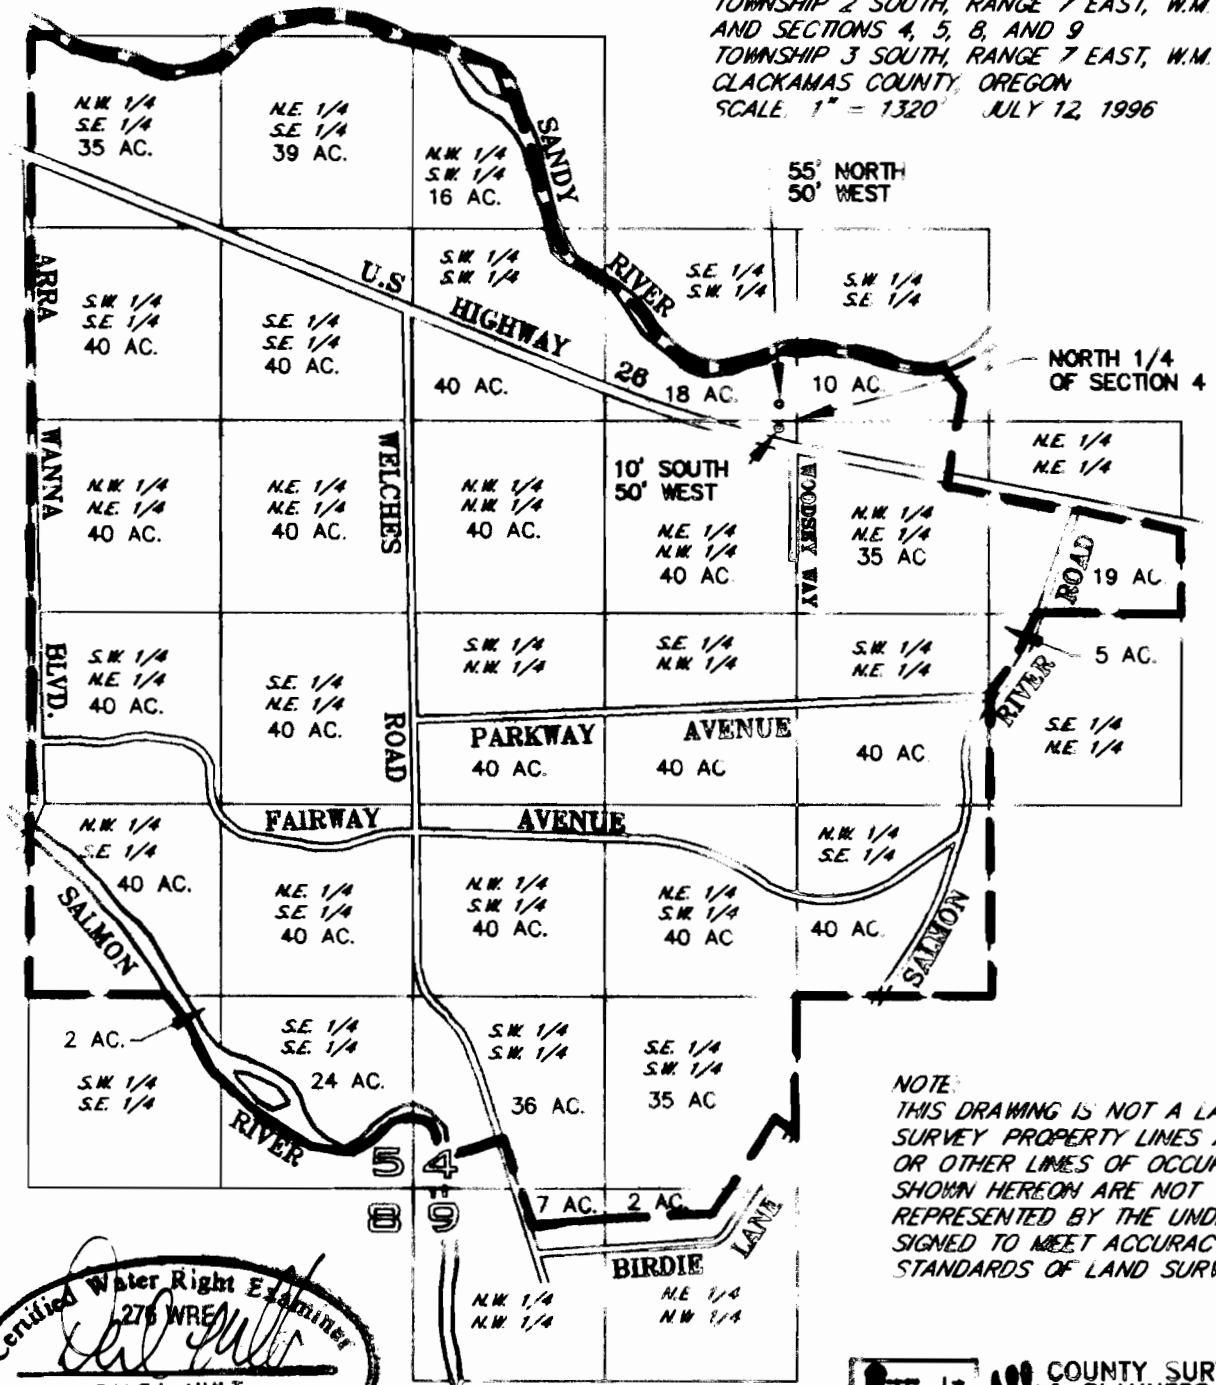 TOWNSHIP 2 SOUTH, RANGE 7 EAST, W.M.
AND SECTIONS 4, 5, 8, AND 9
TOWNSHIP 3 SOUTH, RANGE 7 EAST, W.M.
CLACKAMAS COUNTY, OREGON
SCALE, 1" = 1320' JULY 12, 1996
N.W. 1/4
S.E. 1/4
35 AC.
N.E. 1/4
S.E. 1/4
39 AC.
N.W. 1/4
S.W. 1/4
16 AC.
SANDY
RIVER
55' NORTH
50' WEST
ARRA
WANNA
BLVD.
S.W. 1/4
S.E. 1/4
40 AC.
S.E. 1/4
S.E. 1/4
40 AC.
U.S
HIGHWAY
26
S.W. 1/4
S.W. 1/4
40 AC.
S.E. 1/4
S.W. 1/4
18 AC.
S.W. 1/4
S.E. 1/4
10 AC.
NORTH 1/4
OF SECTION 4
N.W. 1/4
N.E. 1/4
40 AC.
N.E. 1/4
N.E. 1/4
40 AC.
WELCHES
ROAD
N.W. 1/4
N.W. 1/4
40 AC.
10' SOUTH
50' WEST
N.E. 1/4
N.W. 1/4
40 AC.
WOODSEY WAY
N.W. 1/4
N.E. 1/4
35 AC
N.E. 1/4
N.E. 1/4
19 AC.
ROAD
RIVER
SALMON
5 AC.
S.W. 1/4
N.E. 1/4
40 AC.
S.E. 1/4
N.E. 1/4
40 AC.
S.W. 1/4
N.W. 1/4
PARKWAY AVENUE
40 AC.
S.E. 1/4
N.W. 1/4
40 AC
S.W. 1/4
N.E. 1/4
40 AC.
S.E. 1/4
N.E. 1/4
FAIRWAY AVENUE
N.W. 1/4
S.E. 1/4
40 AC.
N.E. 1/4
S.E. 1/4
40 AC.
N.W. 1/4
S.W. 1/4
40 AC.
N.E. 1/4
S.W. 1/4
40 AC
N.W. 1/4
S.E. 1/4
40 AC.
SALMON
RIVER
2 AC.
S.W. 1/4
S.E. 1/4
S.E. 1/4
S.E. 1/4
24 AC.
S.W. 1/4
S.W. 1/4
36 AC.
S.E. 1/4
S.W. 1/4
35 AC
5 4
8 9
7 AC. 2 AC.
BIRDIE LANE
N.W. 1/4
N.W. 1/4
N.E 1/4
N.W 1/4
NOTE:
THIS DRAWING IS NOT A
SURVEY PROPERTY LINES
OR OTHER LINES OF
SHOWN HEREON ARE NOT
REPRESENTED BY THE
SIGNED TO MEET
STANDARDS OF LAND
Certified Water Right Examiner
276 WRE
COUNTY